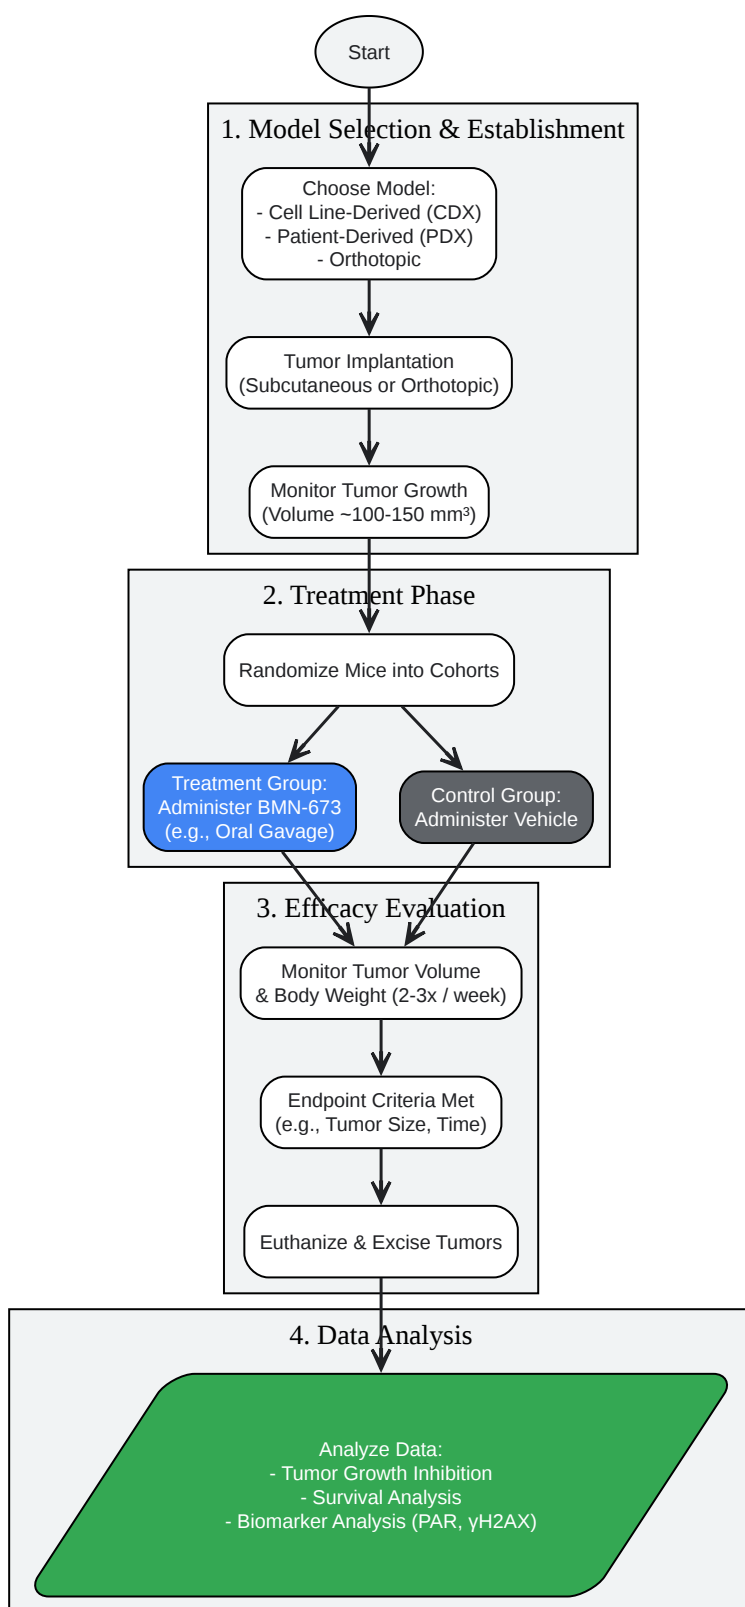 Start
1. Model Selection & Establishment
Choose Model:
- Cell Line-Derived (CDX)
- Patient-Derived (PDX)
- Orthotopic
Tumor Implantation
(Subcutaneous or Orthotopic)
Monitor Tumor Growth
(Volume ~100-150 mm³)
2. Treatment Phase
Randomize Mice into Cohorts
Treatment Group:
Administer BMN-673
(e.g., Oral Gavage)
Control Group:
Administer Vehicle
3. Efficacy Evaluation
Monitor Tumor Volume
& Body Weight (2-3x / week)
Endpoint Criteria Met
(e.g., Tumor Size, Time)
Euthanize & Excise Tumors
4. Data Analysis
Analyze Data:
- Tumor Growth Inhibition
- Survival Analysis
- Biomarker Analysis (PAR, γH2AX)